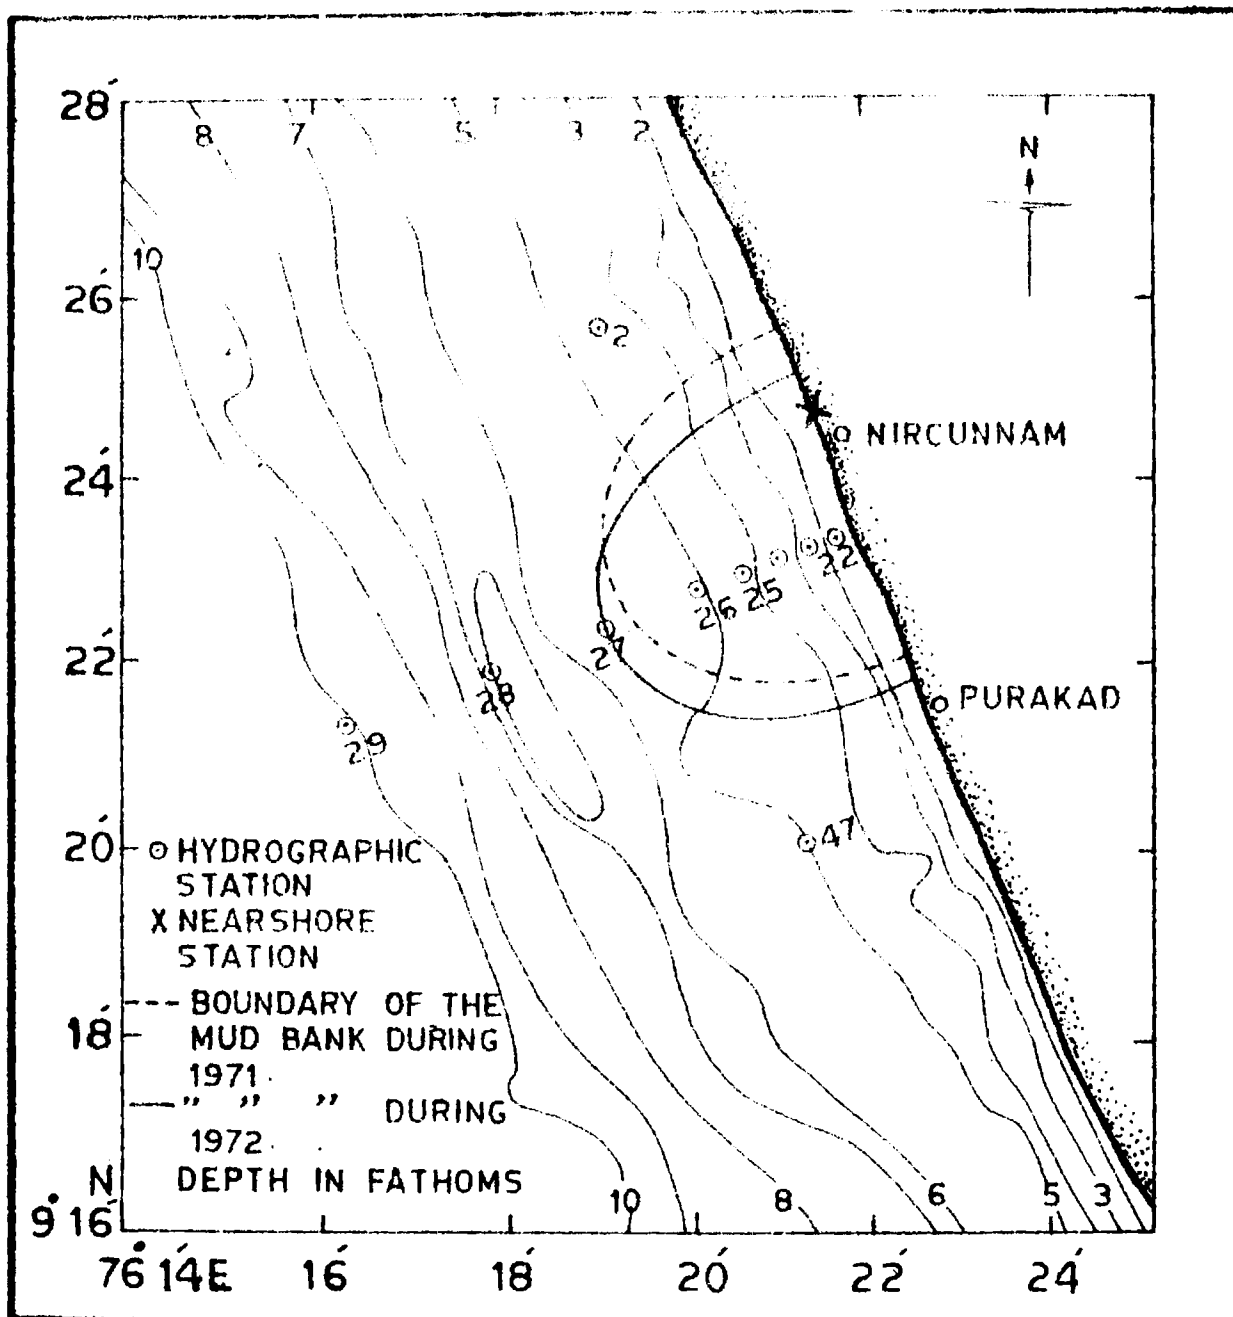 28′
8 7 5 3 2
N
10
26′
2
24′
NIRCUNNAM
22
25
26
27
22′
28
PURAKAD
29
47
20′
HYDROGRAPHIC
STATION
X NEARSHORE
STATION
--- BOUNDARY OF THE
18′
MUD BANK DURING
1971
— " " " DURING
1972
N
DEPTH IN FATHOMS
10 8 6 5 3
9° 16′
76° 14′E 16′ 18′ 20′ 22′ 24′